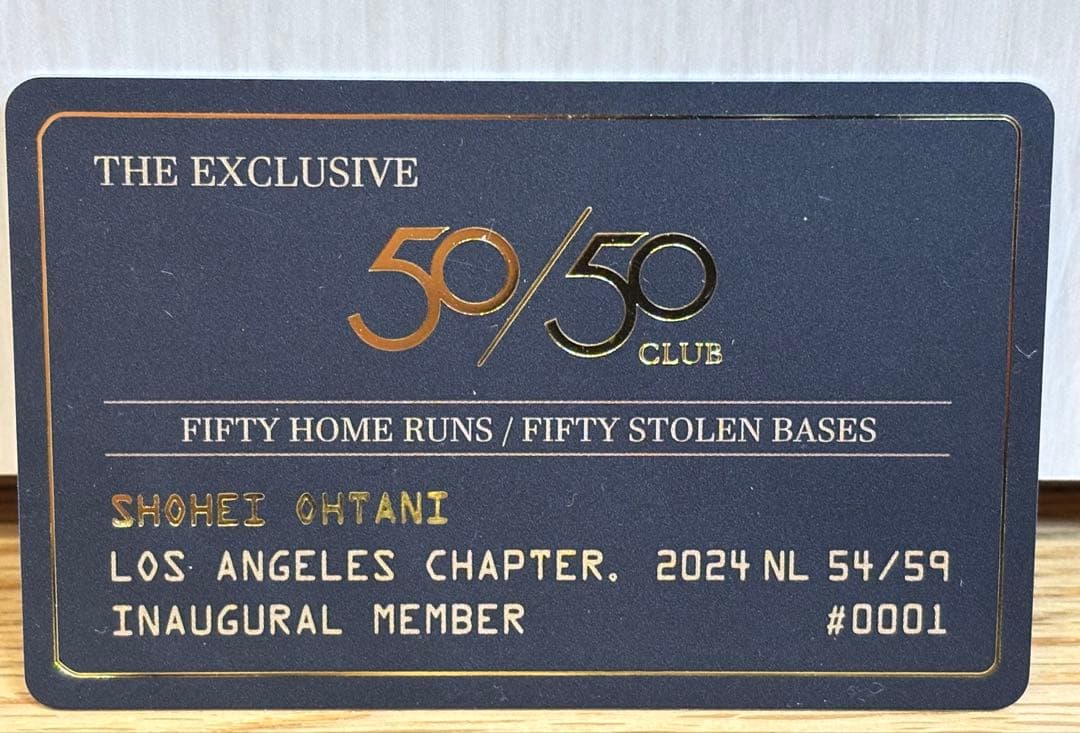 THE EXCLUSIVE
50/50
CLUB
FIFTY HOME RUNS / FIFTY STOLEN BASES
SHOHEI OHTANI
LOS ANGELES CHAPTER. 2024 NL 54/59
INAUGURAL MEMBER #0001